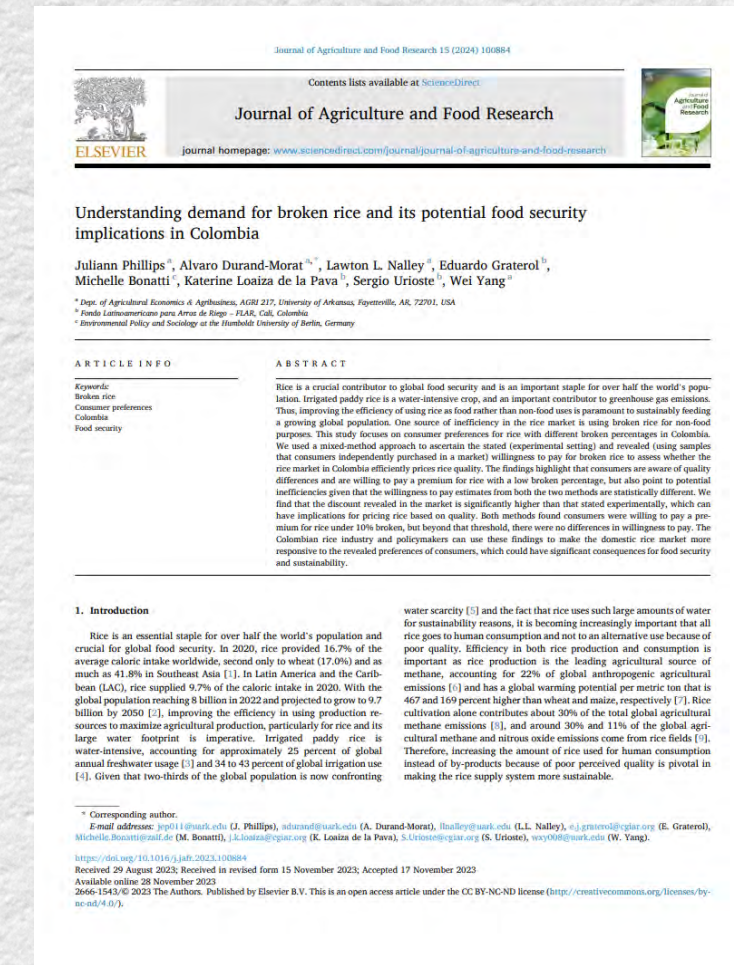 Journal of Agriculture and Food Research 15 (2024) 100884
Contents lists available at ScienceDirect
Journal of Agriculture and Food Research
ELSEVIER
journal homepage: www.sciencedirect.com/journal/journal-of-agriculture-and-food-research
Journal of
Agriculture
and Food
Research
Understanding demand for broken rice and its potential food security
implications in Colombia
Juliann Phillips a, Alvaro Durand-Morat a,*, Lawton L. Nalley a, Eduardo Graterol b,
Michelle Bonatti c, Katerine Loaiza de la Pava b, Sergio Urioste b, Wei Yang a
a Dept. of Agricultural Economics & Agribusiness, AGRI 217, University of Arkansas, Fayetteville, AR, 72701, USA
b Fondo Latinoamericano para Arroz de Riego – FLAR, Cali, Colombia
c Environmental Policy and Sociology at the Humboldt University of Berlin, Germany
ARTICLE INFO
Keywords:
Broken rice
Consumer preferences
Colombia
Food security
ABSTRACT
Rice is a crucial contributor to global food security and is an important staple for over half the world's popu-
lation. Irrigated paddy rice is a water-intensive crop, and an important contributor to greenhouse gas emissions.
Thus, improving the efficiency of using rice as food rather than non-food uses is paramount to sustainably feeding
a growing global population. One source of inefficiency in the rice market is using broken rice for non-food
purposes. This study focuses on consumer preferences for rice with different broken percentages in Colombia.
We used a mixed-method approach to ascertain the stated (experimental setting) and revealed (using samples
that consumers independently purchased in a market) willingness to pay for broken rice to assess whether the
rice market in Colombia efficiently prices rice quality. The findings highlight that consumers are aware of quality
differences and are willing to pay a premium for rice with a low broken percentage, but also point to potential
inefficiencies given that the willingness to pay estimates from both the two methods are statistically different. We
find that the discount revealed in the market is significantly higher than that stated experimentally, which can
have implications for pricing rice based on quality. Both methods found consumers were willing to pay a pre-
mium for rice under 10% broken, but beyond that threshold, there were no differences in willingness to pay. The
Colombian rice industry and policymakers can use these findings to make the domestic rice market more
responsive to the revealed preferences of consumers, which could have significant consequences for food security
and sustainability.
1. Introduction
Rice is an essential staple for over half the world's population and
crucial for global food security. In 2020, rice provided 16.7% of the
average caloric intake worldwide, second only to wheat (17.0%) and as
much as 41.8% in Southeast Asia [1]. In Latin America and the Carib-
bean (LAC), rice supplied 9.7% of the caloric intake in 2020. With the
global population reaching 8 billion in 2022 and projected to grow to 9.7
billion by 2050 [2], improving the efficiency in using production re-
sources to maximize agricultural production, particularly for rice and its
large water footprint is imperative. Irrigated paddy rice is
water-intensive, accounting for approximately 25 percent of global
annual freshwater usage [3] and 34 to 43 percent of global irrigation use
[4]. Given that two-thirds of the global population is now confronting
water scarcity [5] and the fact that rice uses such large amounts of water
for sustainability reasons, it is becoming increasingly important that all
rice goes to human consumption and not to an alternative use because of
poor quality. Efficiency in both rice production and consumption is
important as rice production is the leading agricultural source of
methane, accounting for 22% of global anthropogenic agricultural
emissions [6] and has a global warming potential per metric ton that is
467 and 169 percent higher than wheat and maize, respectively [7]. Rice
cultivation alone contributes to about 30% of the total global agricultural
methane emissions [8], and around 30% and 11% of the global agri-
cultural methane and nitrous oxide emissions come from rice fields [9].
Therefore, increasing the amount of rice used for human consumption
instead of by-products because of poor perceived quality is pivotal in
making the rice supply system more sustainable.
* Corresponding author.
E-mail addresses: jep011@uark.edu (J. Phillips), adurand@uark.edu (A. Durand-Morat), llnalley@uark.edu (L.L. Nalley), e.j.graterol@cgiar.org (E. Graterol),
Michelle.Bonatti@zalf.de (M. Bonatti), j.k.loaiza@cgiar.org (K. Loaiza de la Pava), S.Urioste@cgiar.org (S. Urioste), wxy008@uark.edu (W. Yang).
https://doi.org/10.1016/j.jafr.2023.100884
Received 29 August 2023; Received in revised form 15 November 2023; Accepted 17 November 2023
Available online 28 November 2023
2666-1543/© 2023 The Authors. Published by Elsevier B.V. This is an open access article under the CC BY-NC-ND license (http://creativecommons.org/licenses/by-
nc-nd/4.0/).